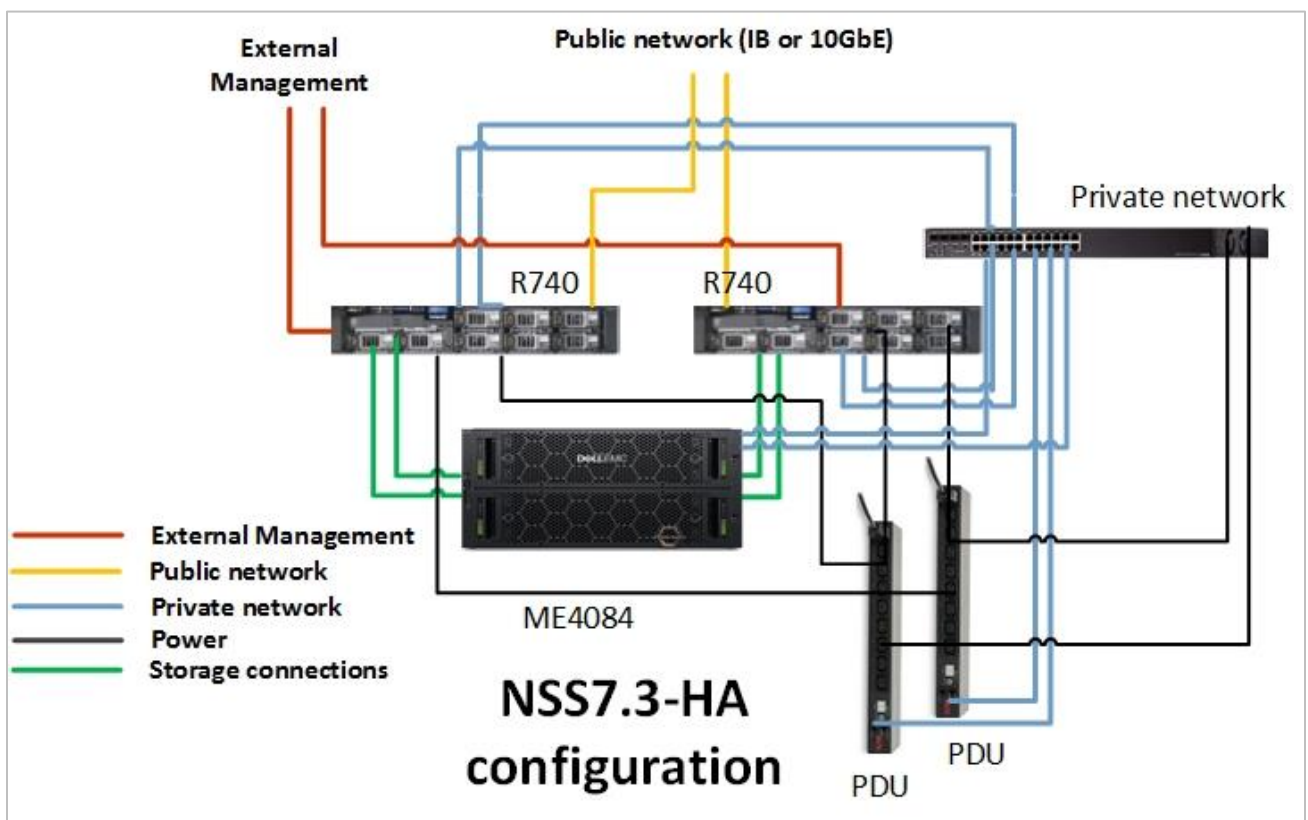 External
Management
Public network (IB or 10GbE)
Private network
R740
R740
DELLEMC
External Management
Public network
Private network
Power
Storage connections
ME4084
NSS7.3-HA
configuration
PDU
PDU